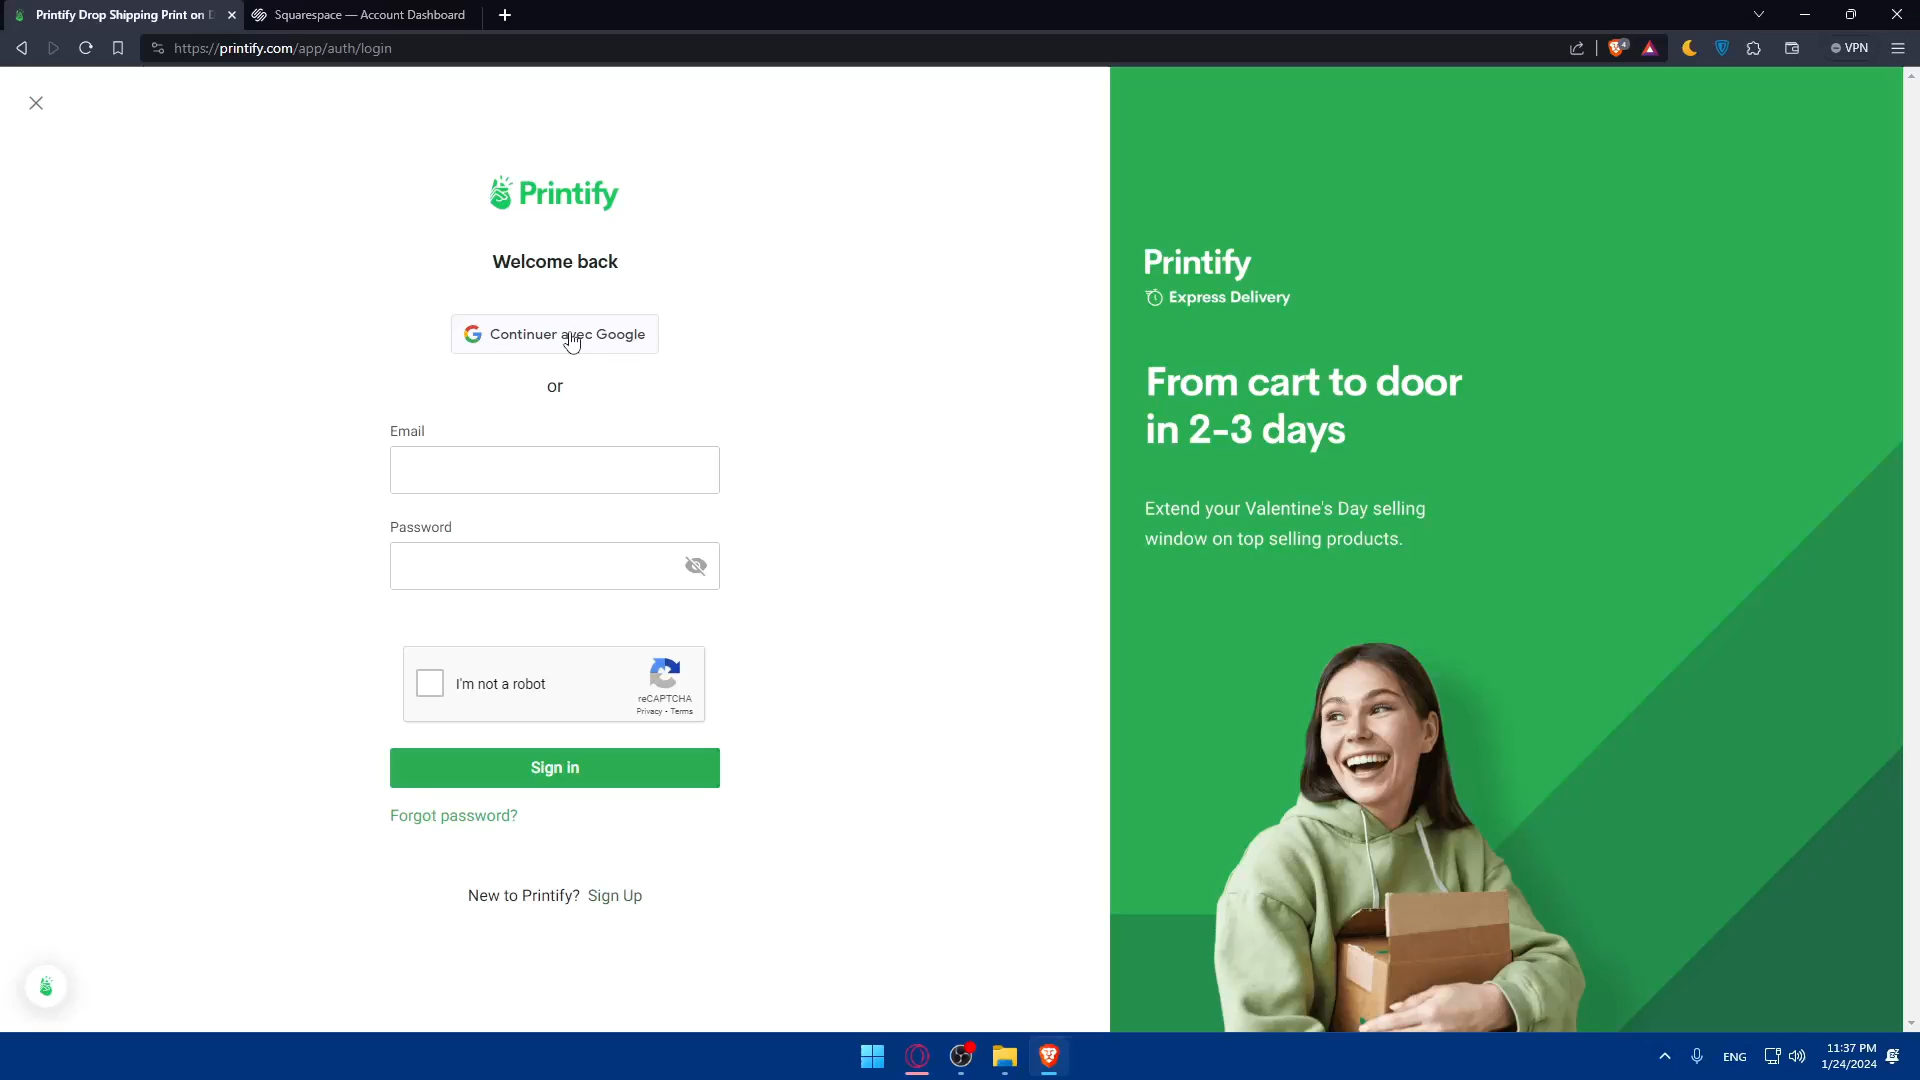 Printify Drop Shipping Print on D
Squarespace — Account Dashboard
https://printify.com/app/auth/login
4
VPN
Printify
Welcome back
Continuer avec Google
or
Email
Password
I'm not a robot
reCAPTCHA
Privacy - Terms
Sign in
Forgot password?
New to Printify? Sign Up
Printify
Express Delivery
From cart to door
in 2-3 days
Extend your Valentine's Day selling
window on top selling products.
ENG
11:37 PM
1/24/2024